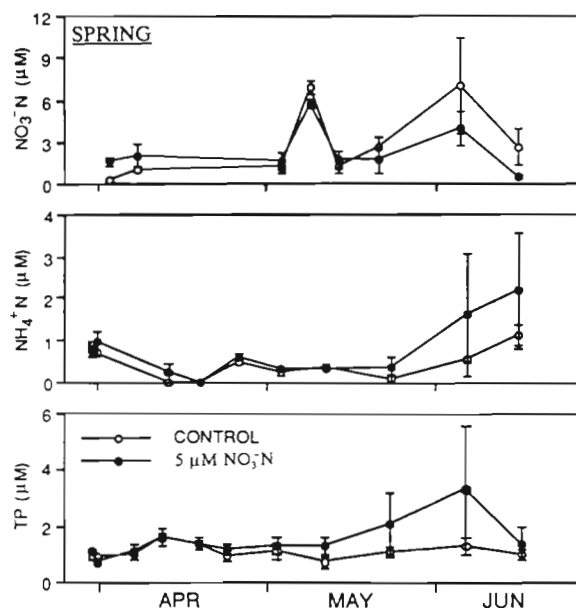 SPRING
NO₃⁻N (μM)
12
9
6
3
0
NH₄⁺N (μM)
4
3
2
1
0
TP (μM)
6
4
2
0
CONTROL
5 μM NO₃⁻N
APR MAY JUN